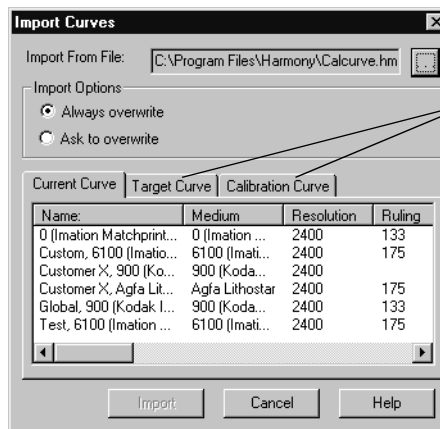 Import Curves
Import From File: C:\Program Files\Harmony\Calcurve.hm ...
Import Options
Always overwrite
Ask to overwrite
Current Curve Target Curve Calibration Curve
Name: Medium Resolution Ruling
0 (Imation Matchprint... 0 (Imation ... 2400 133
Custom, 6100 (Imatio... 6100 (Imati... 2400 175
Customer X, 900 (Ko... 900 (Koda... 2400
Customer X, Agfa Lit... Agfa Lithostar 2400 175
Global, 900 (Kodak I... 900 (Koda... 2400 133
Test, 6100 (Imation ... 6100 (Imati... 2400 175
Import Cancel Help